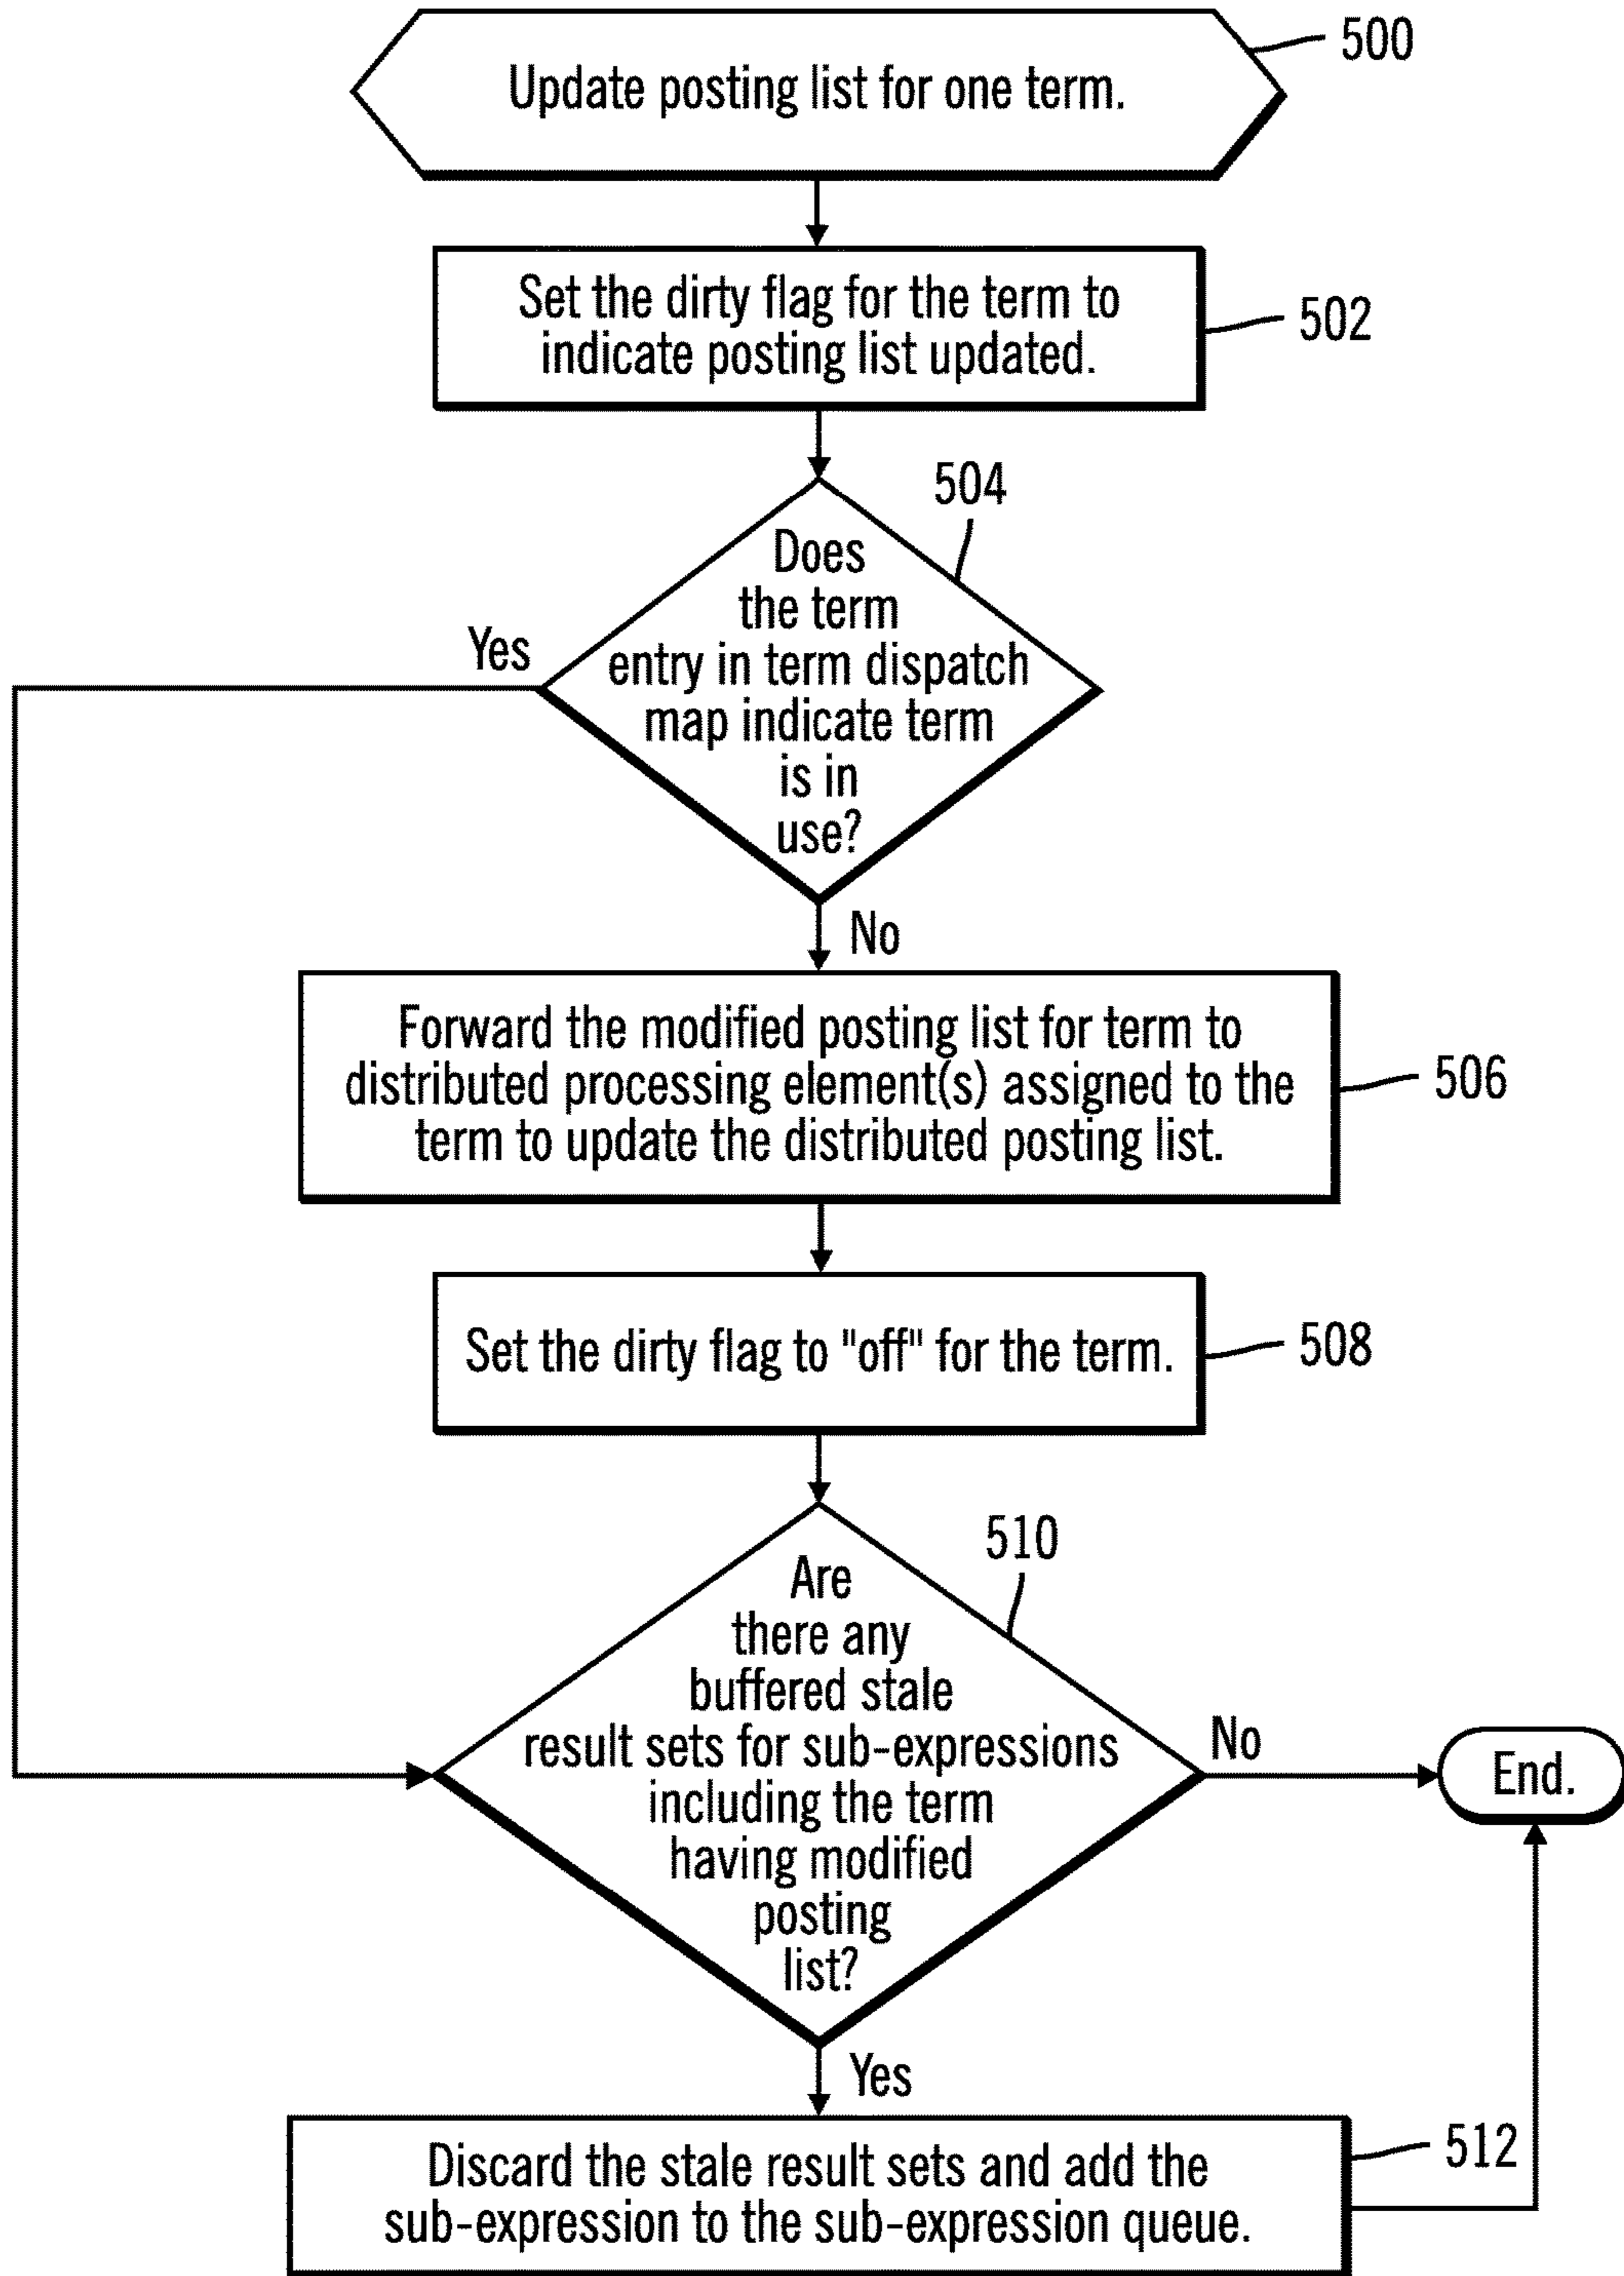 500
Update posting list for one term.
Set the dirty flag for the term to
indicate posting list updated.
502
504
Does
the term
entry in term dispatch
map indicate term
is in
use?
Yes
No
Forward the modified posting list for term to
distributed processing element(s) assigned to the
term to update the distributed posting list.
506
Set the dirty flag to "off" for the term.
508
510
Are
there any
buffered stale
result sets for sub-expressions
including the term
having modified
posting
list?
No
End.
Yes
Discard the stale result sets and add the
sub-expression to the sub-expression queue.
512